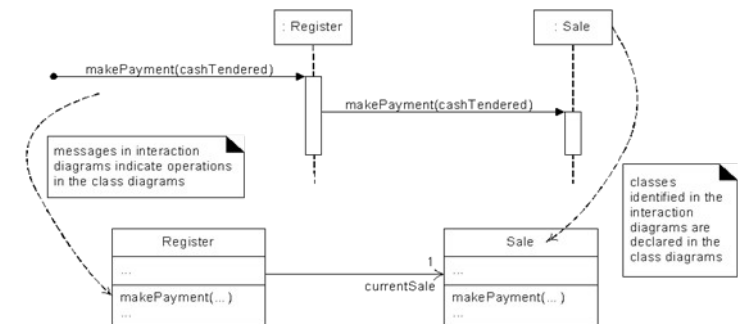 : Register
: Sale
makePayment(cashTendered)
makePayment(cashTendered)
messages in interaction
diagrams indicate operations
in the class diagrams
classes
identified in the
interaction
diagrams are
declared in the
class diagrams
Register
...
makePayment(...)
...
1
currentSale
Sale
...
makePayment(...)
...